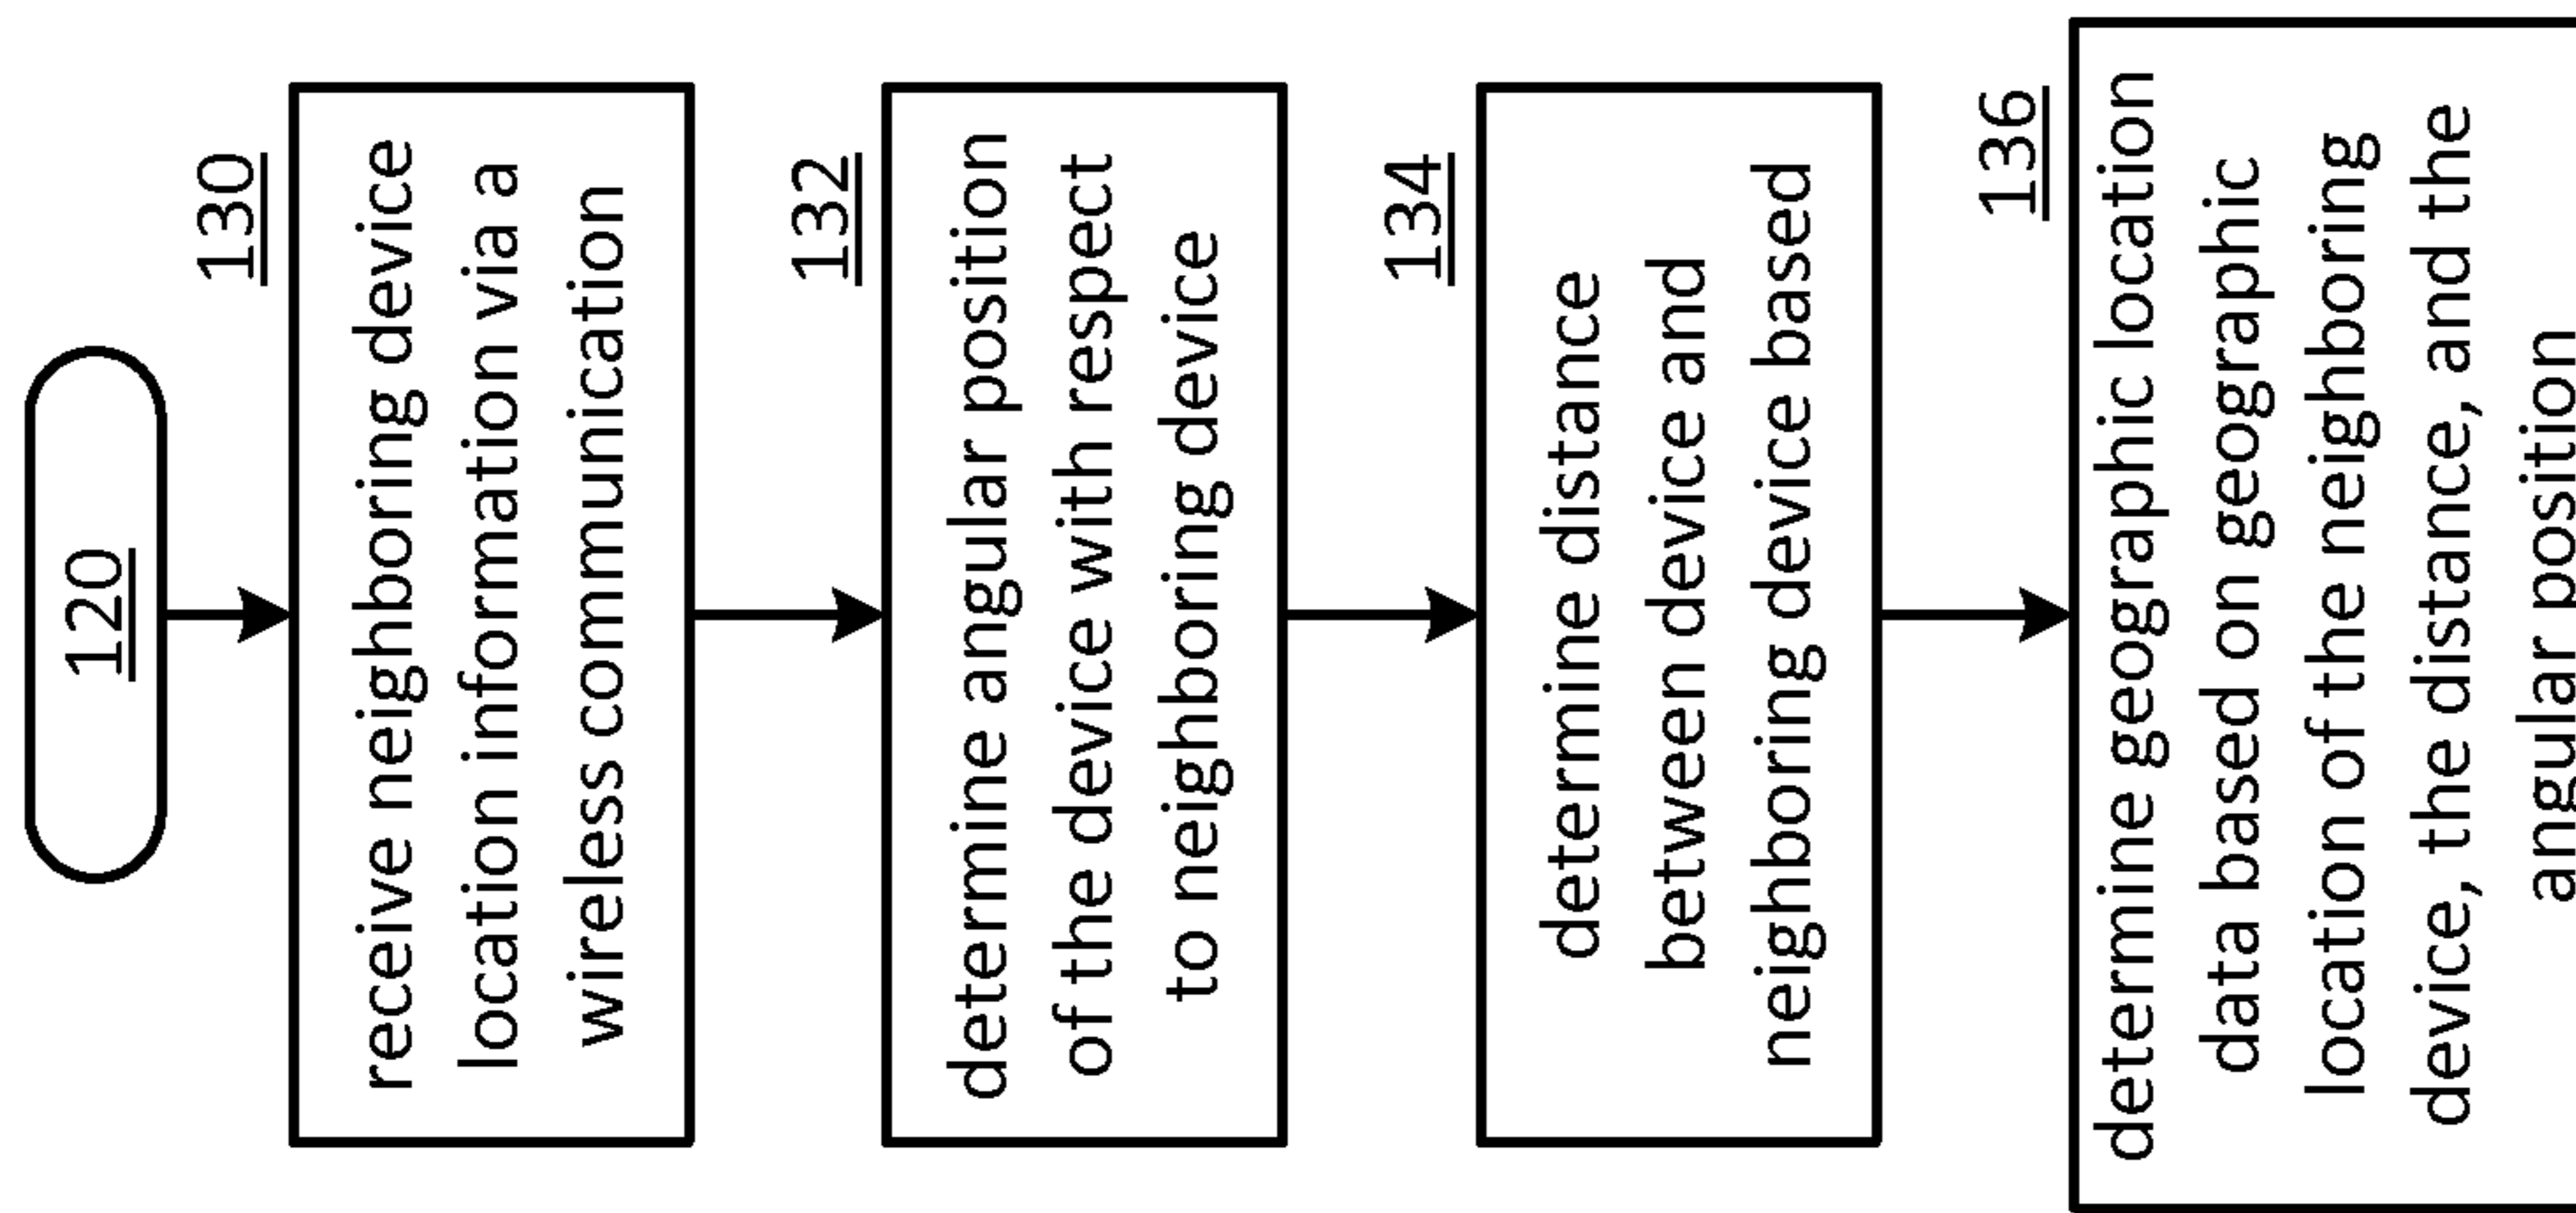 120
130
receive neighboring device
location information via a
wireless communication
132
determine angular position
of the device with respect
to neighboring device
134
determine distance
between device and
neighboring device based
136
determine geographic location
data based on geographic
location of the neighboring
device, the distance, and the
angular position